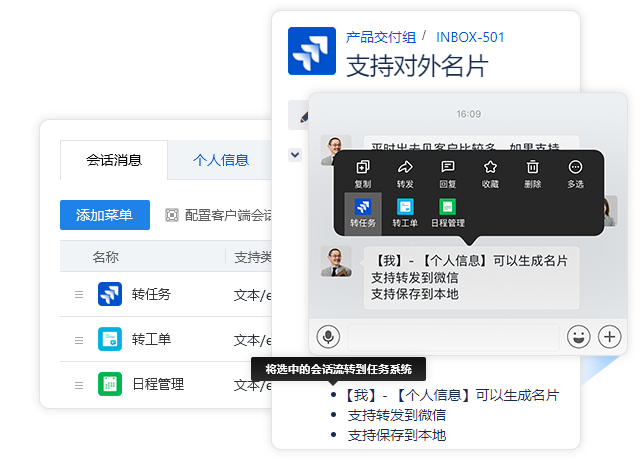 产品交付组 / INBOX-501
支持对外名片
16:09
平时出去见客户比较多，如果支持
复制 转发 回复 收藏 删除 多选
转任务 转工单 日程管理
【我】-【个人信息】可以生成名片
支持转发到微信
支持保存到本地
会话消息 个人信息
添加菜单 配置客户端会话
名称 支持类
转任务 文本/
转工单 文本/
日程管理 文本/
将选中的会话流转到任务系统
【我】-【个人信息】可以生成名片
支持转发到微信
支持保存到本地